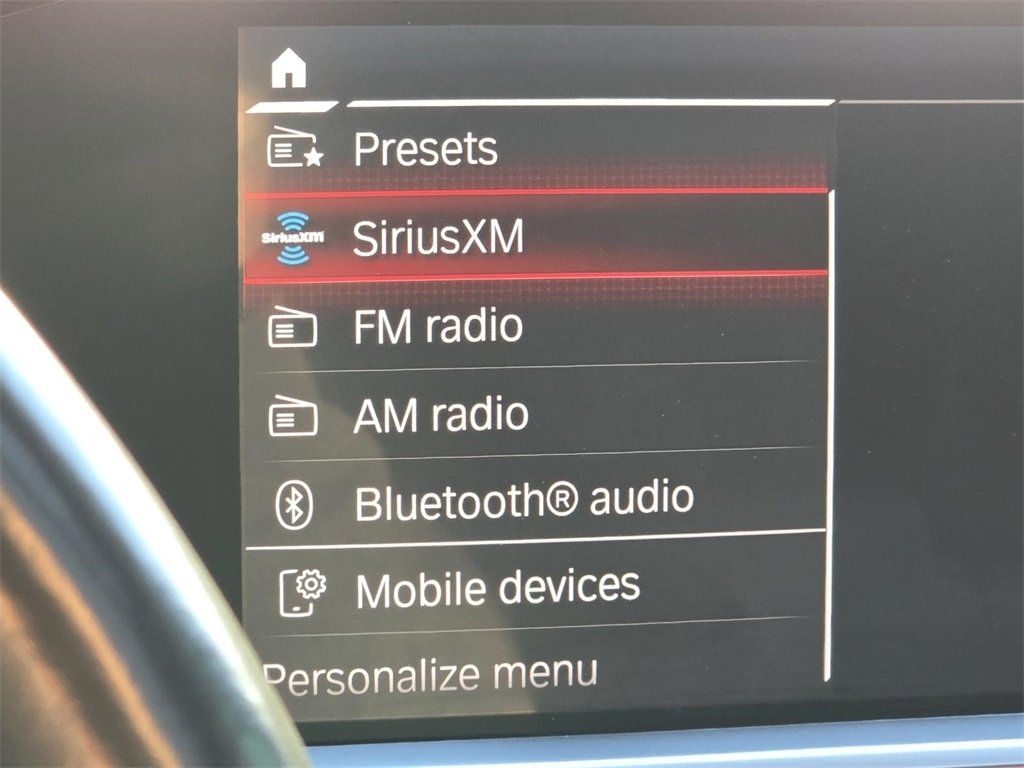 Presets
SiriusXM
SiriusXM
FM radio
AM radio
Bluetooth® audio
Mobile devices
Personalize menu